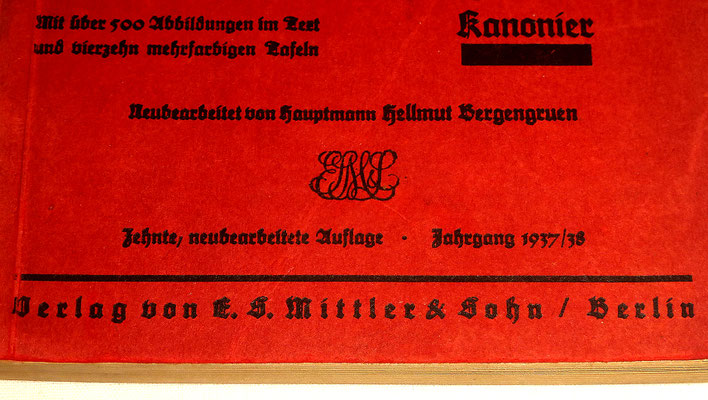 Mit über 500 Abbildungen im Text
und vierzehn mehrfarbigen Tafeln
Kanonier
Neubearbeitet von Hauptmann Hellmut Bergengruen
Zehnte, neubearbeitete Auflage · Jahrgang 1937/38
Verlag von E. S. Mittler & Sohn / Berlin